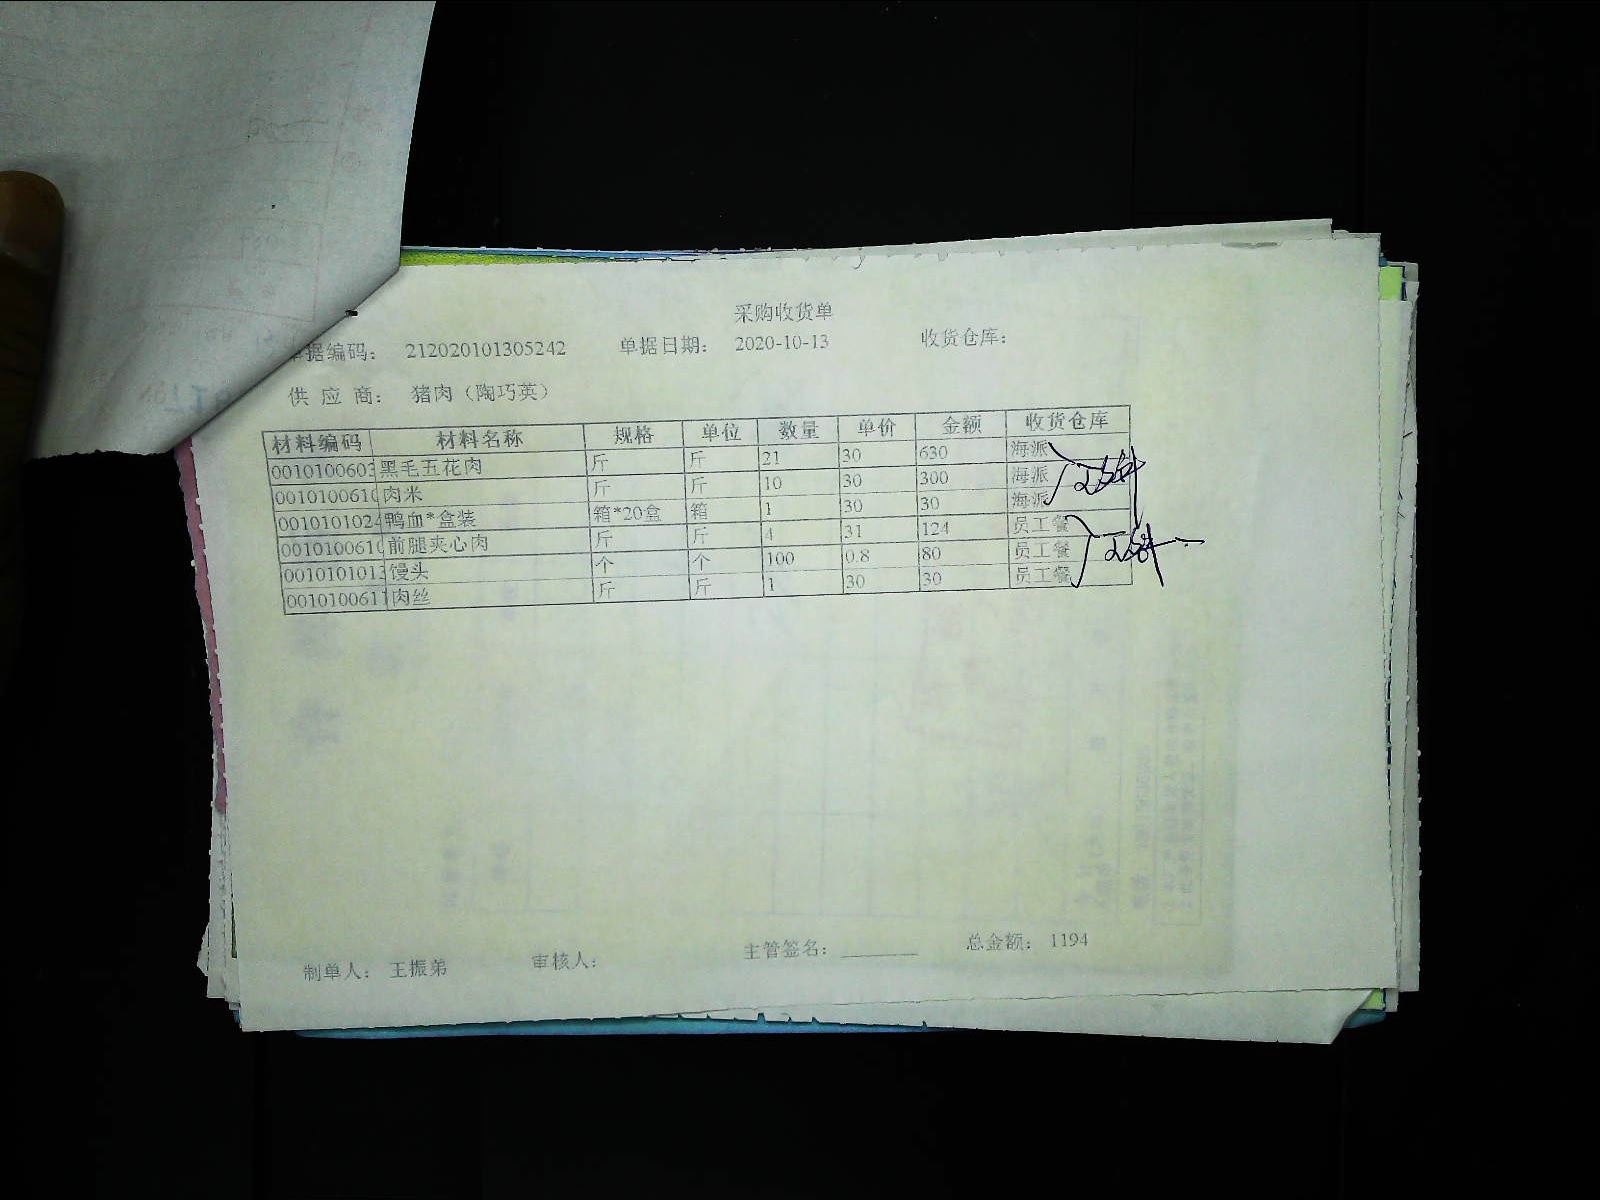 采购收货单
单据编码： 212020101305242 单据日期： 2020-10-13 收货仓库：
供 应 商： 猪肉（陶巧英）
材料编码 材料名称 规格 单位 数量 单价 金额 收货仓库
0010100603 黑毛五花肉 斤 斤 21 30 630 海派
001010061 肉米 斤 斤 10 30 300 海派
0010101024 鸭血*盒装 箱*20盒 箱 1 30 30 海派
001010061 前腿夹心肉 斤 斤 4 31 124 员工餐
001010101 馒头 个 个 100 0.8 80 员工餐
001010061 肉丝 斤 斤 1 30 30 员工餐
制单人： 王振弟 审核人： 主管签名： 总金额： 1194